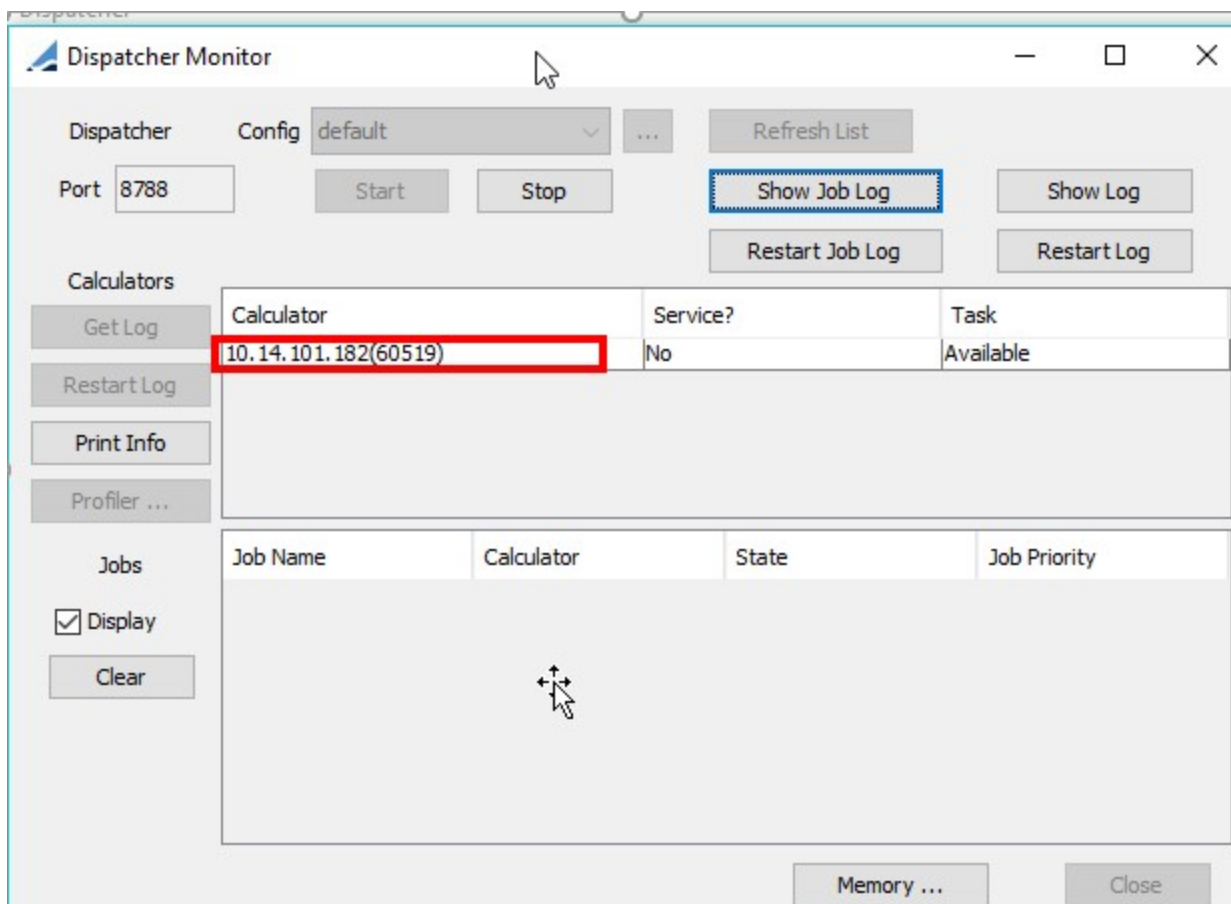 Dispatcher
Dispatcher Monitor
Dispatcher Config default ... Refresh List
Port 8788 Start Stop Show Job Log Show Log
Restart Job Log Restart Log
Calculators
Get Log
Restart Log
Print Info
Profiler ...
Calculator Service? Task
10.14.101.182(60519) No Available
Jobs
Display
Clear
Job Name Calculator State Job Priority
Memory ... Close